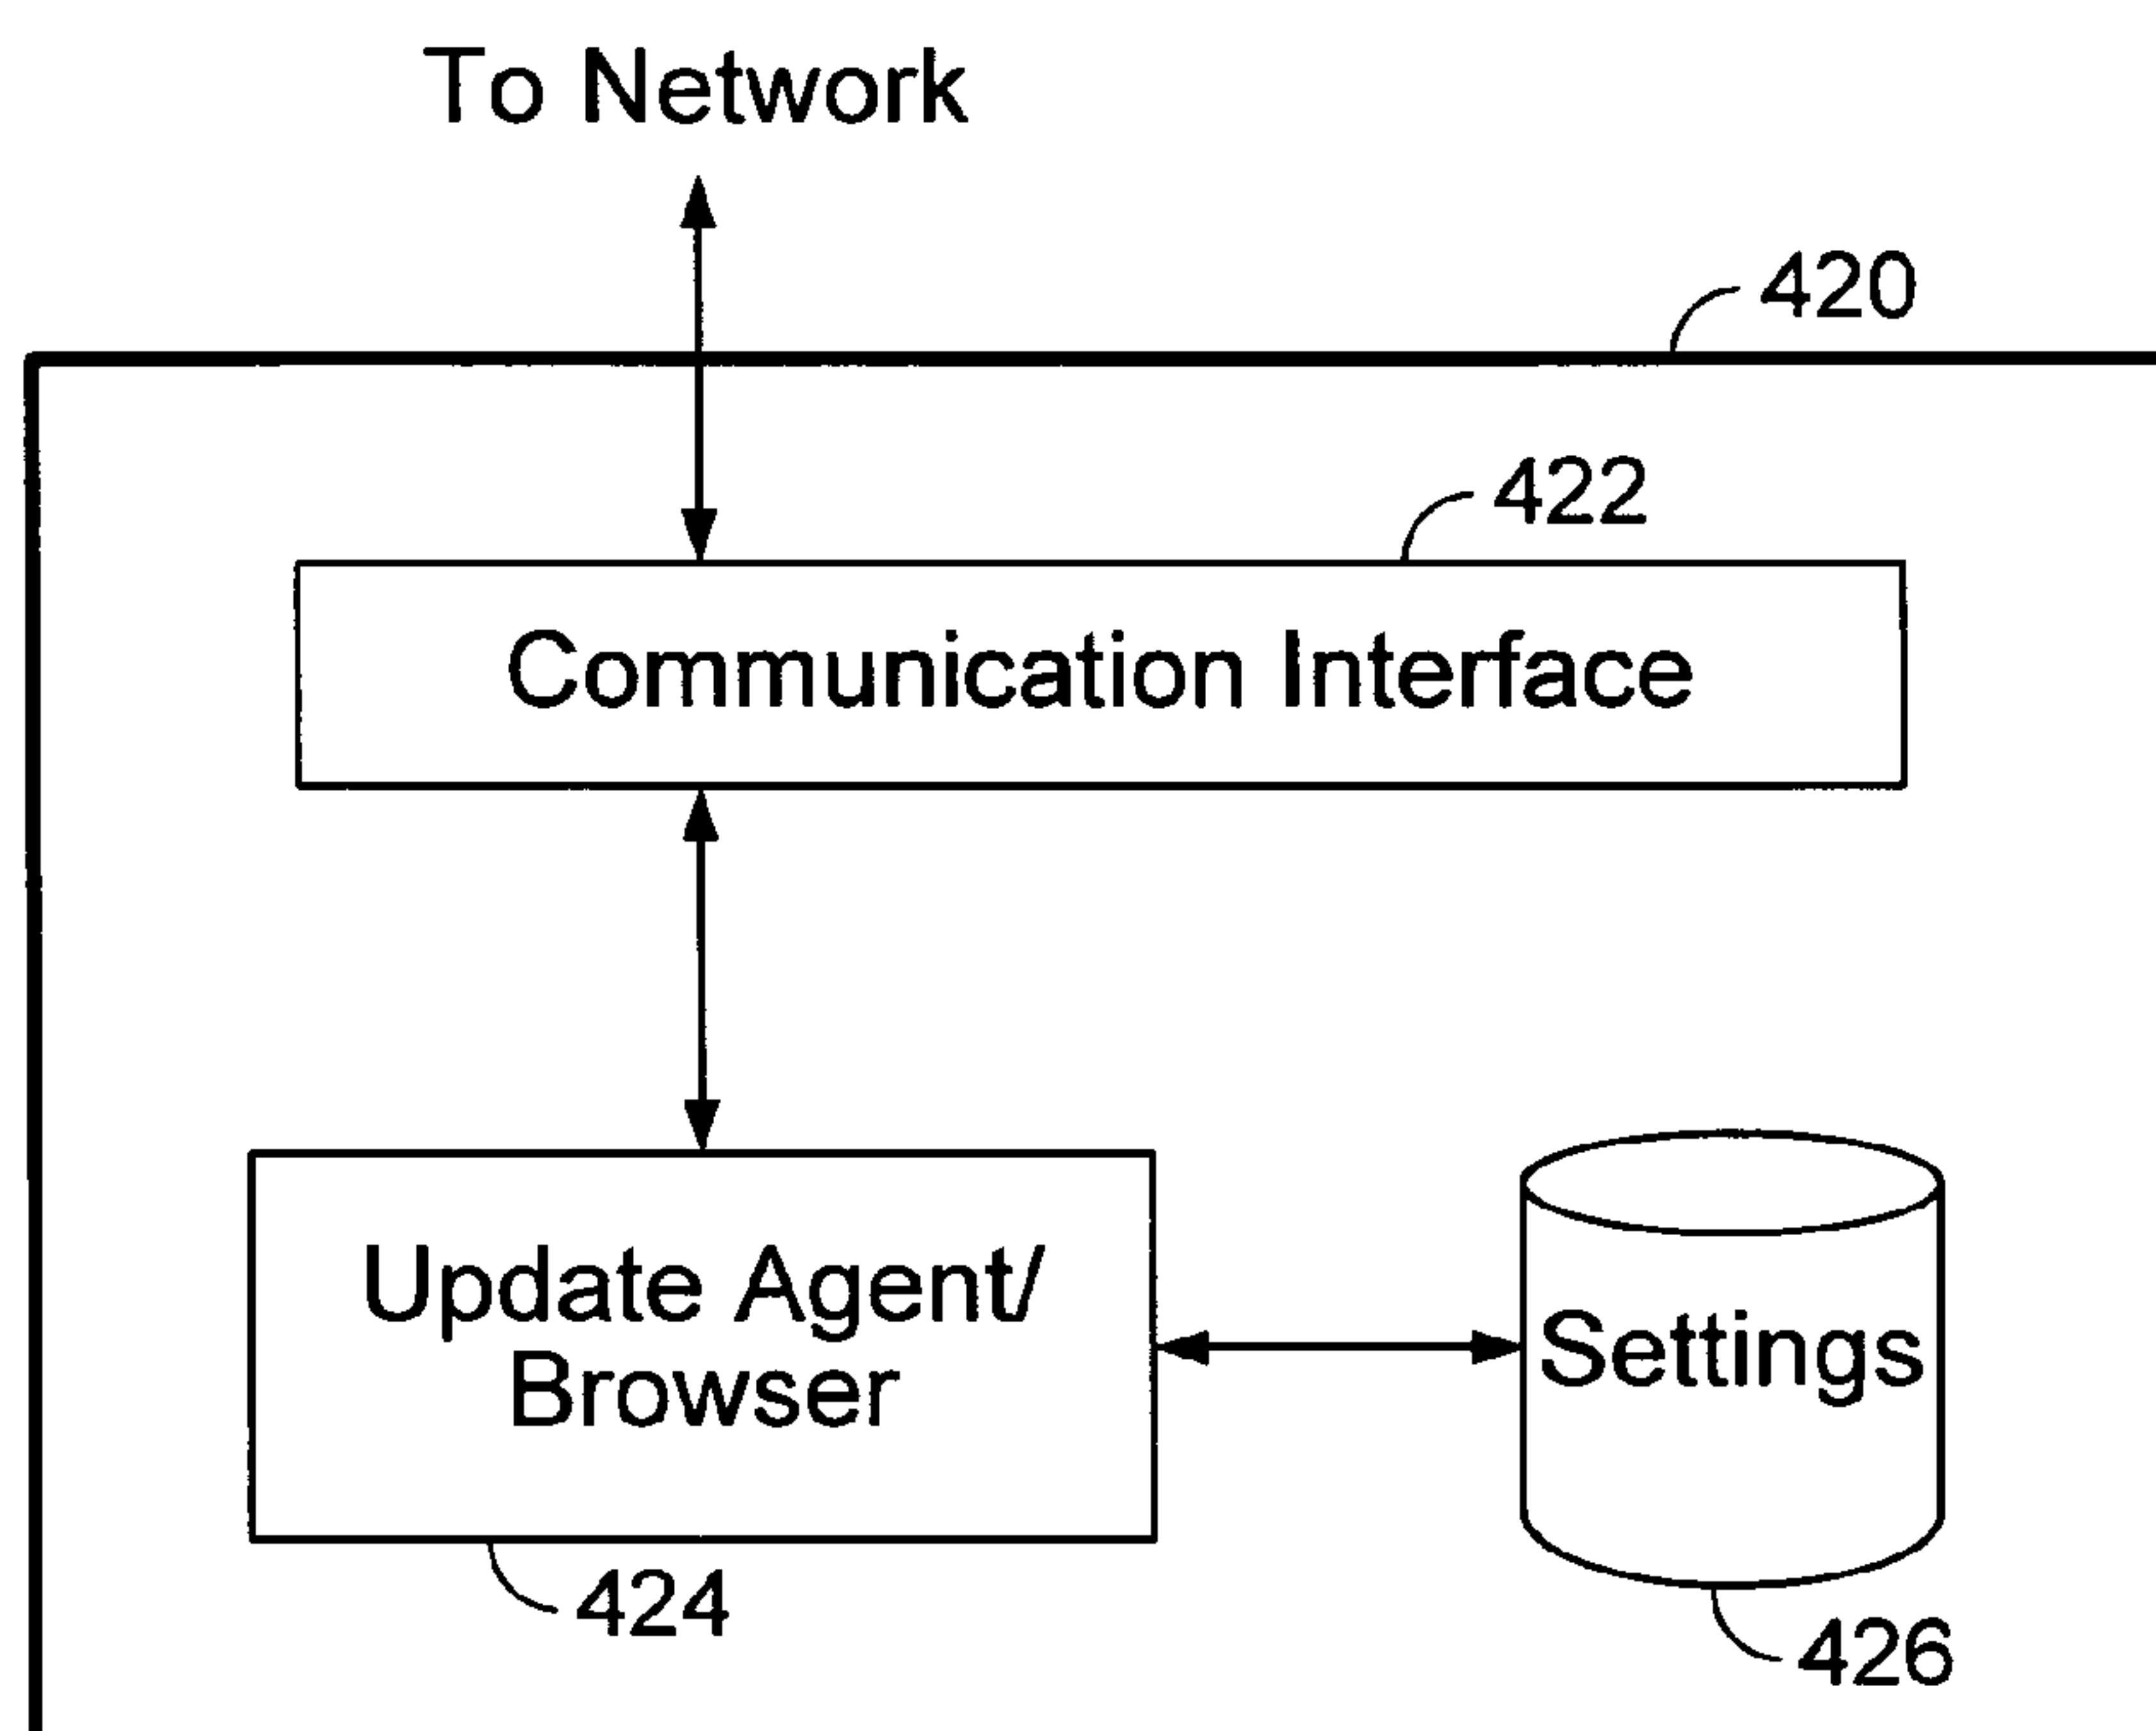 To Network
420
422
Communication Interface
Update Agent/
Browser
Settings
424
426